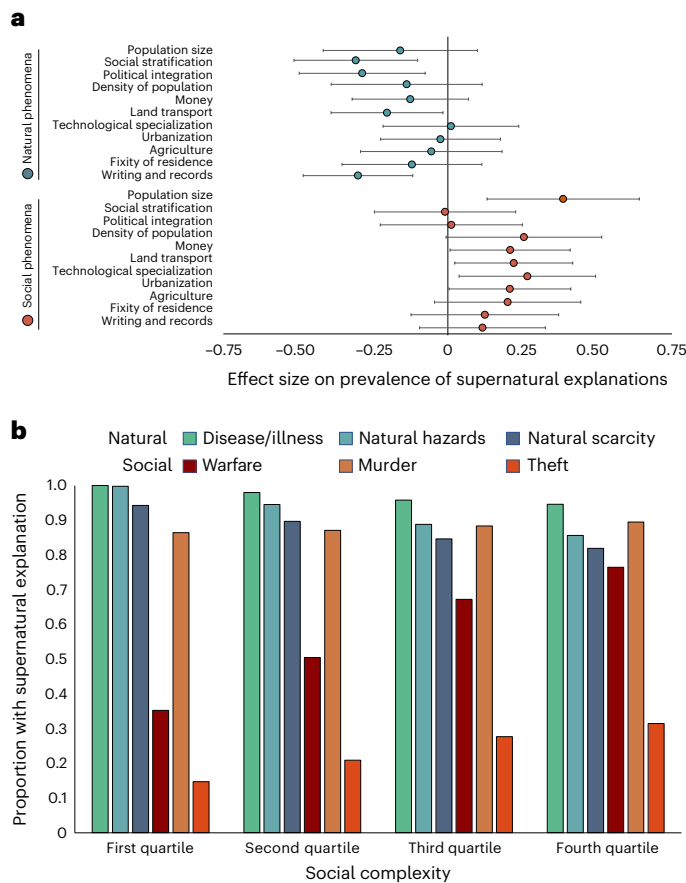 a
Natural phenomena
Population size
Social stratification
Political integration
Density of population
Money
Land transport
Technological specialization
Urbanization
Agriculture
Fixity of residence
Writing and records
Social phenomena
Population size
Social stratification
Political integration
Density of population
Money
Land transport
Technological specialization
Urbanization
Agriculture
Fixity of residence
Writing and records
−0.75 −0.50 −0.25 0 0.25 0.50 0.75
Effect size on prevalence of supernatural explanations
b
Natural Disease/illness Natural hazards Natural scarcity
Social Warfare Murder Theft
Proportion with supernatural explanation
1.0
0.9
0.8
0.7
0.6
0.5
0.4
0.3
0.2
0.1
0
First quartile Second quartile Third quartile Fourth quartile
Social complexity